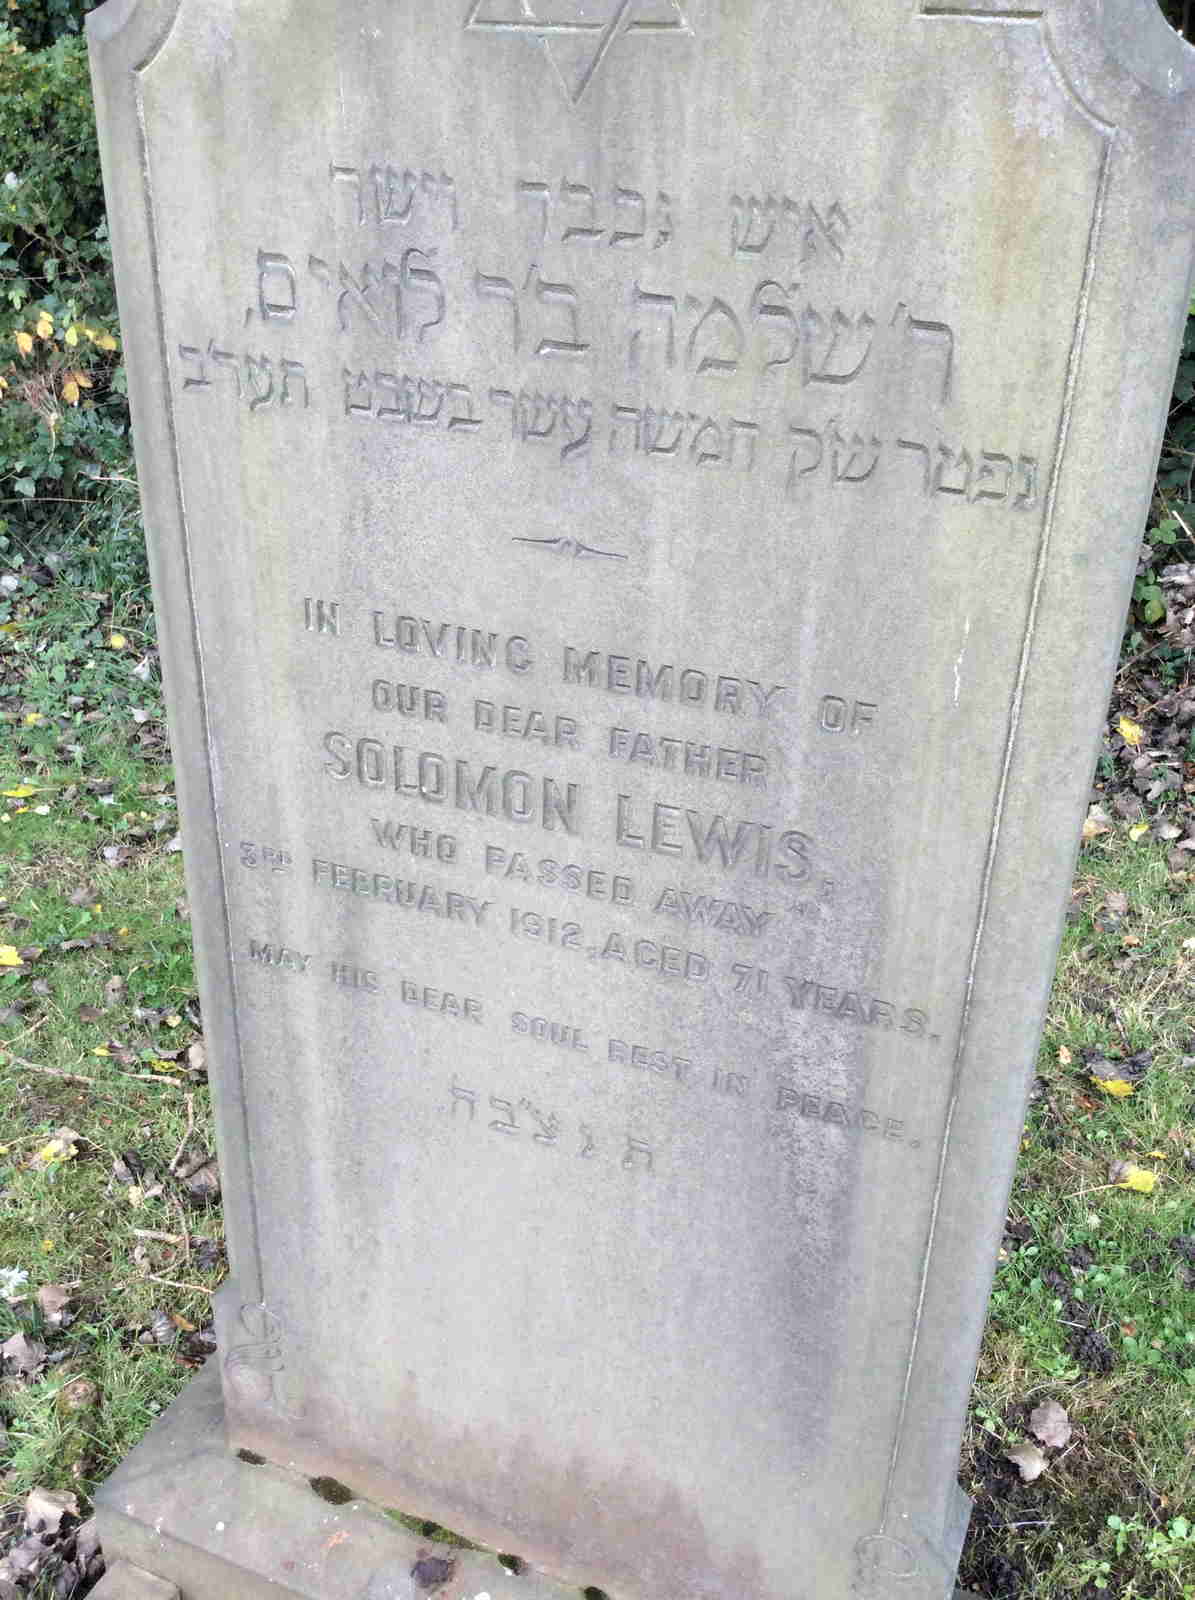 איש נכבד וישר
ר' שלמה ב'ר לואים,
נפטר ש'ק חמשה עשר בשבט תער'ב
IN LOVING MEMORY OF
OUR DEAR FATHER
SOLOMON LEWIS,
WHO PASSED AWAY
3RD FEBRUARY 1912, AGED 71 YEARS.
MAY HIS DEAR SOUL REST IN PEACE.
ת נ צ'ב ה